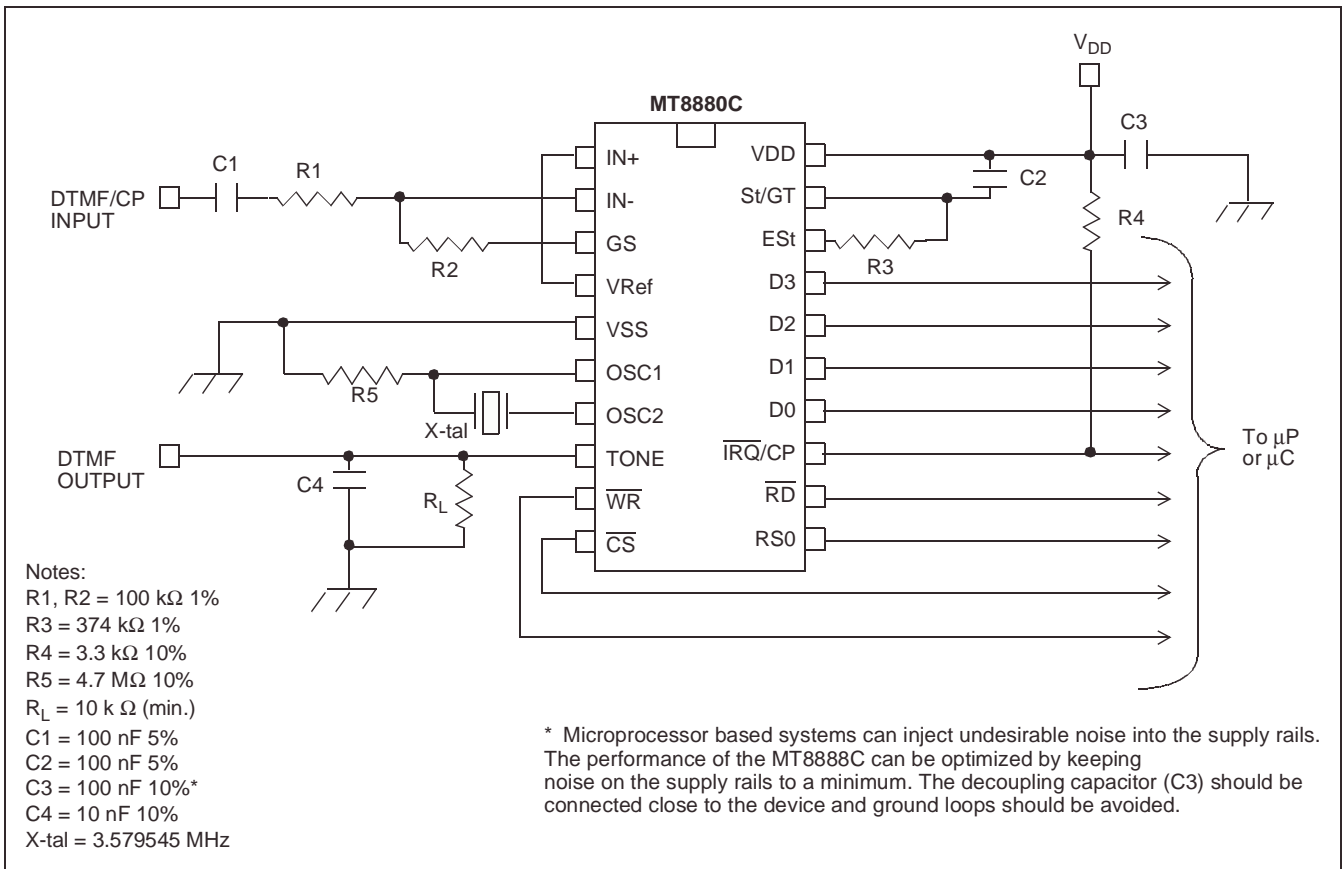 V_DD
MT8880C
C3
C1
R1
DTMF/CP
INPUT
IN+
IN-
GS
VRef
VSS
OSC1
OSC2
TONE
W̅R̅
C̅S̅
VDD
St/GT
ESt
D3
D2
D1
D0
I̅R̅Q̅/CP
R̅D̅
RS0
C2
R4
R3
R2
R5
X-tal
DTMF
OUTPUT
C4
R_L
To μP
or μC
Notes:
R1, R2 = 100 kΩ 1%
R3 = 374 kΩ 1%
R4 = 3.3 kΩ 10%
R5 = 4.7 MΩ 10%
R_L = 10 k Ω (min.)
C1 = 100 nF 5%
C2 = 100 nF 5%
C3 = 100 nF 10%*
C4 = 10 nF 10%
X-tal = 3.579545 MHz
* Microprocessor based systems can inject undesirable noise into the supply rails.
The performance of the MT8888C can be optimized by keeping
noise on the supply rails to a minimum. The decoupling capacitor (C3) should be
connected close to the device and ground loops should be avoided.